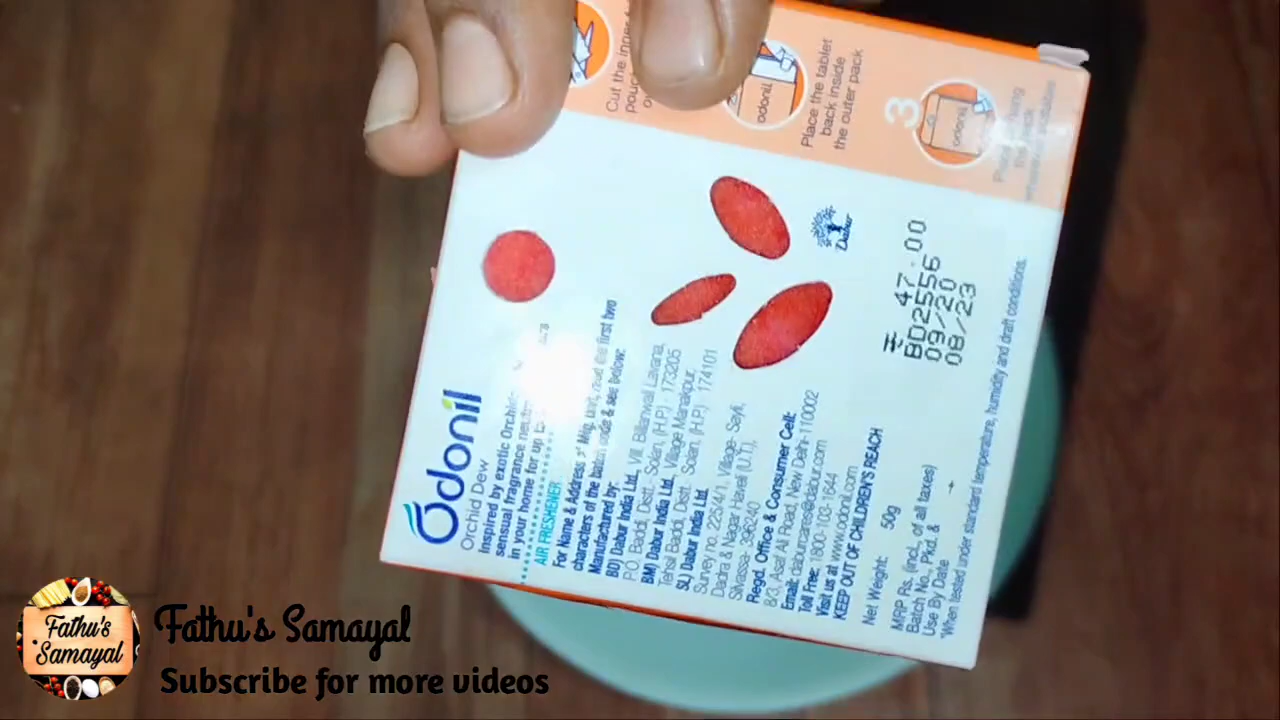 Odonil
Orchid Dew
Inspired by exotic Orchids
sensual fragrance
in your home for up to
AIR FRESHENER
For Name & Address of Mfg. unit, read the first two
characters of the batch code & see below:
Manufactured by:
BD) Dabur India Ltd., Vill. Billanwali Lavana,
P.O. Baddi, Distt.- Solan, (H.P.) - 173205
BM) Dabur India Ltd., Village Manakpur,
Tehsil Baddi, Distt.- Solan, (H.P.) - 174101
SL) Dabur India Ltd.
Survey no. 225/4/1, Village- Sayli,
Dadra & Nagar Haveli (U.T.),
Silvassa- 396240
Regd. Office & Consumer Cell:
8/3, Asaf Ali Road, New Delhi- 110002
Email: daburcares@dabur.com
Toll Free: 1800-103-1644
Visit us at www.odonil.com
KEEP OUT OF CHILDREN'S REACH
Net Weight: 50g
MRP Rs. (incl. of all taxes) ₹ 47.00
Batch No., Pkd. & BD2556
09/20
Use By Date 08/23
*When tested under standard temperature, humidity and draft conditions.
Dabur
Cut the inner
odonil
Place the tablet
back inside
the outer pack
3
odonil
Fathu's
Samayal
Fathu's Samayal
Subscribe for more videos